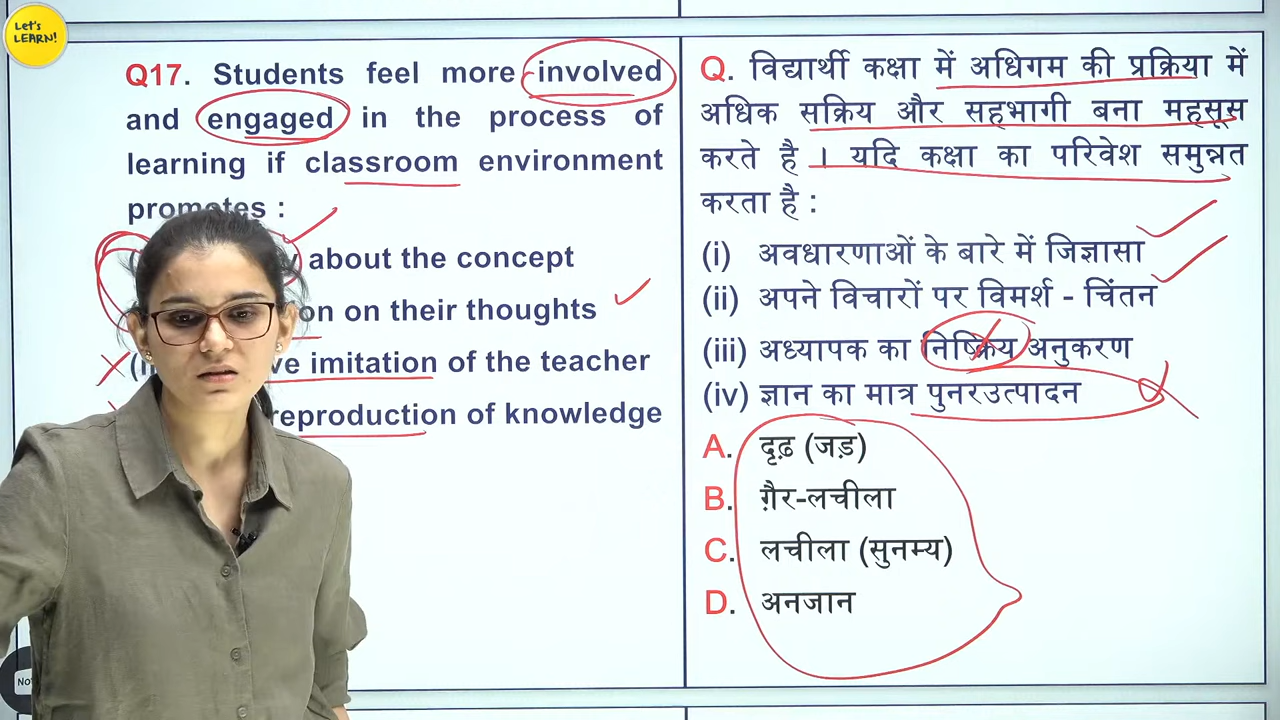 Let's
LEARN!
Q17. Students feel more involved
and engaged in the process of
learning if classroom environment
promotes :
about the concept
on on their thoughts
ve imitation of the teacher
reproduction of knowledge
Q. विद्यार्थी कक्षा में अधिगम की प्रक्रिया में
अधिक सक्रिय और सहभागी बना महसूस
करते है । यदि कक्षा का परिवेश समुन्नत
करता है :
(i) अवधारणाओं के बारे में जिज्ञासा
(ii) अपने विचारों पर विमर्श - चिंतन
(iii) अध्यापक का निष्क्रिय अनुकरण
(iv) ज्ञान का मात्र पुनरउत्पादन
A. दृढ़ (जड़)
B. ग़ैर-लचीला
C. लचीला (सुनम्य)
D. अनजान